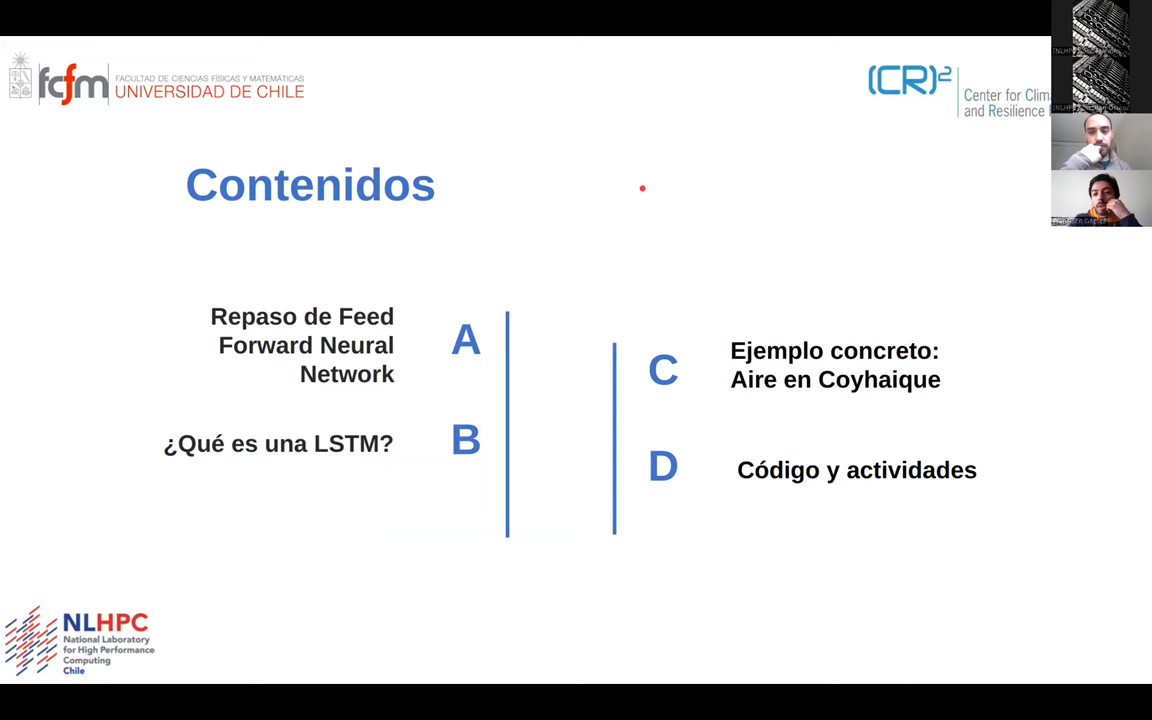 fcfm
FACULTAD DE CIENCIAS FÍSICAS Y MATEMÁTICAS
UNIVERSIDAD DE CHILE
(CR)2
Center for Clim
and Resilience
Contenidos
Repaso de Feed
Forward Neural
Network
A
¿Qué es una LSTM?
B
C
Ejemplo concreto:
Aire en Coyhaique
D
Código y actividades
NLHPC
National Laboratory
for High Performance
Computing
Chile